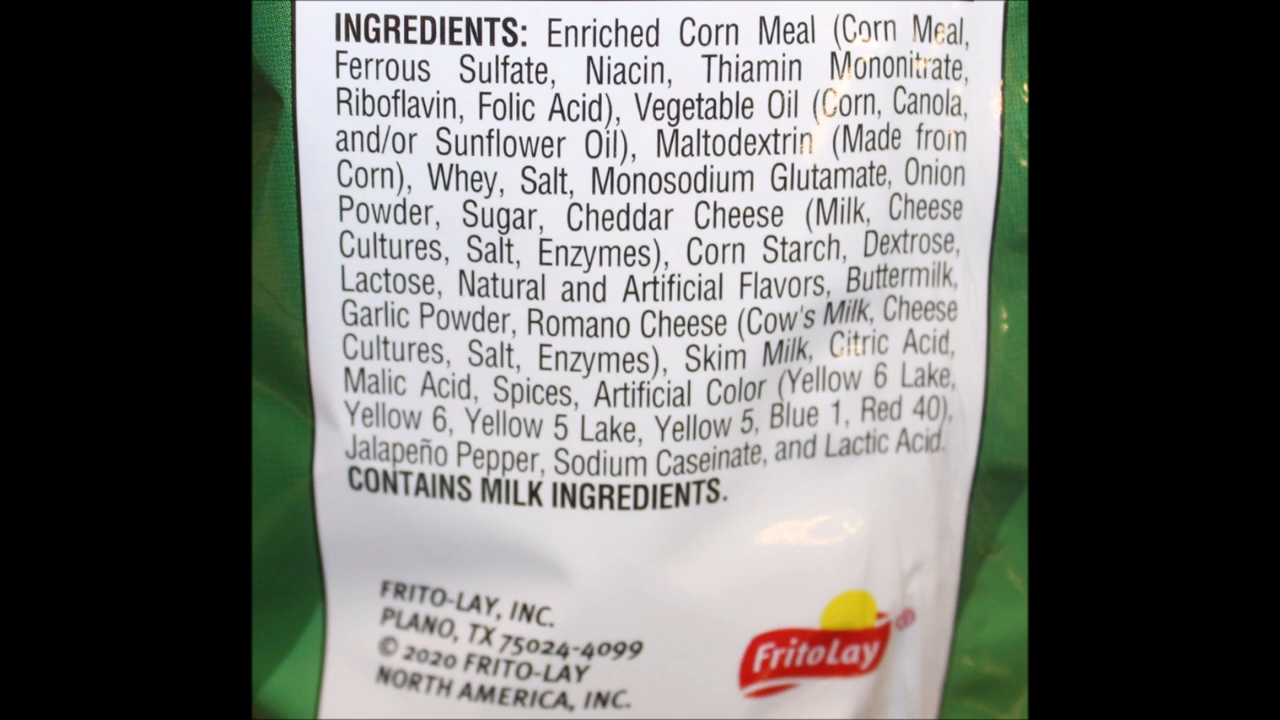 INGREDIENTS: Enriched Corn Meal (Corn Meal,
Ferrous Sulfate, Niacin, Thiamin Mononitrate,
Riboflavin, Folic Acid), Vegetable Oil (Corn, Canola,
and/or Sunflower Oil), Maltodextrin (Made from
Corn), Whey, Salt, Monosodium Glutamate, Onion
Powder, Sugar, Cheddar Cheese (Milk, Cheese
Cultures, Salt, Enzymes), Corn Starch, Dextrose,
Lactose, Natural and Artificial Flavors, Buttermilk,
Garlic Powder, Romano Cheese (Cow's Milk, Cheese
Cultures, Salt, Enzymes), Skim Milk, Citric Acid,
Malic Acid, Spices, Artificial Color (Yellow 6 Lake,
Yellow 6, Yellow 5 Lake, Yellow 5, Blue 1, Red 40),
Jalapeño Pepper, Sodium Caseinate, and Lactic Acid.
CONTAINS MILK INGREDIENTS.
FRITO-LAY, INC.
PLANO, TX 75024-4099
© 2020 FRITO-LAY
NORTH AMERICA, INC.
FritoLay ®